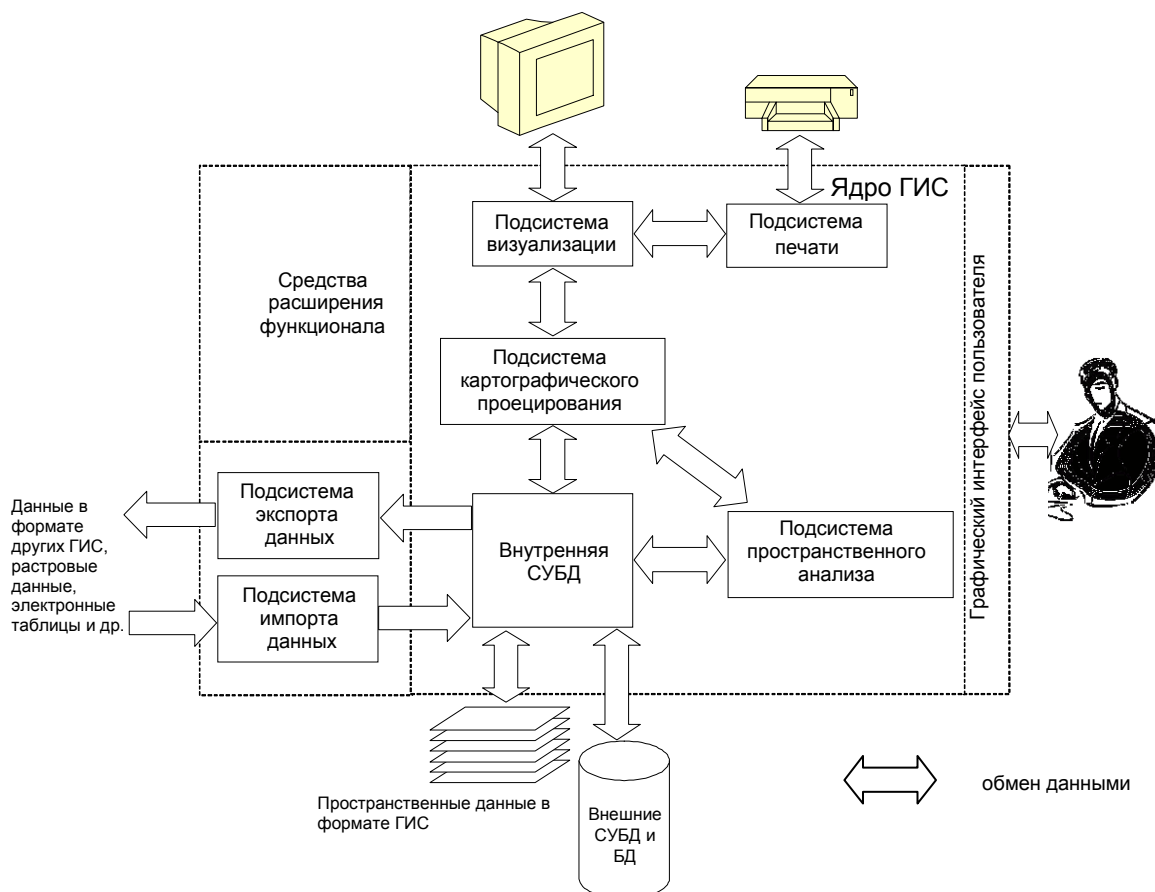 Ядро ГИС
Подсистема
визуализации
Подсистема
печати
Средства
расширения
функционала
Подсистема
картографического
проецирования
Графический интерфейс пользователя
Данные в
формате
других ГИС,
растровые
данные,
электронные
таблицы и др.
Подсистема
экспорта
данных
Внутренняя
СУБД
Подсистема
пространственного
анализа
Подсистема
импорта
данных
Пространственные данные в
формате ГИС
Внешние
СУБД и
БД
обмен данными